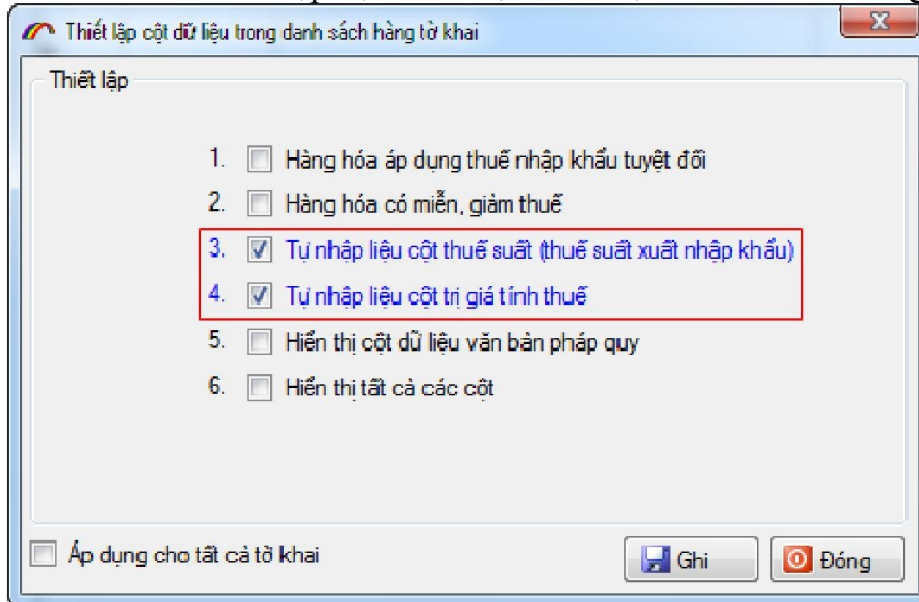 Thiết lập cột dữ liệu trong danh sách hàng tờ khai
Thiết lập
1. Hàng hóa áp dụng thuế nhập khẩu tuyệt đối
2. Hàng hóa có miễn, giảm thuế
3. Tự nhập liệu cột thuế suất (thuế suất xuất nhập khẩu)
4. Tự nhập liệu cột trị giá tính thuế
5. Hiển thị cột dữ liệu văn bản pháp quy
6. Hiển thị tất cả các cột
Áp dụng cho tất cả tờ khai
Ghi
Đóng